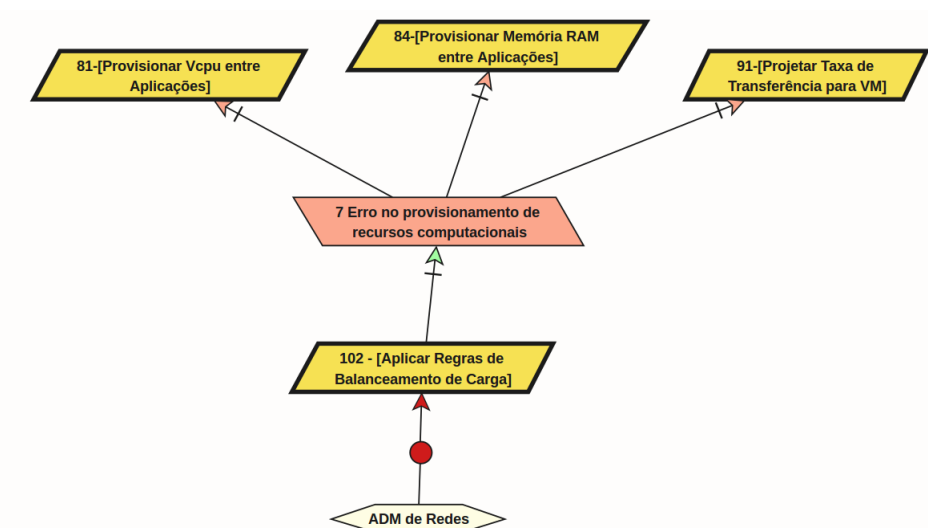 84-[Provisionar Memória RAM
entre Aplicações]
81-[Provisionar Vcpu entre
Aplicações]
91-[Projetar Taxa de
Transferência para VM]
7 Erro no provisionamento de
recursos computacionais
102 - [Aplicar Regras de
Balanceamento de Carga]
ADM de Redes